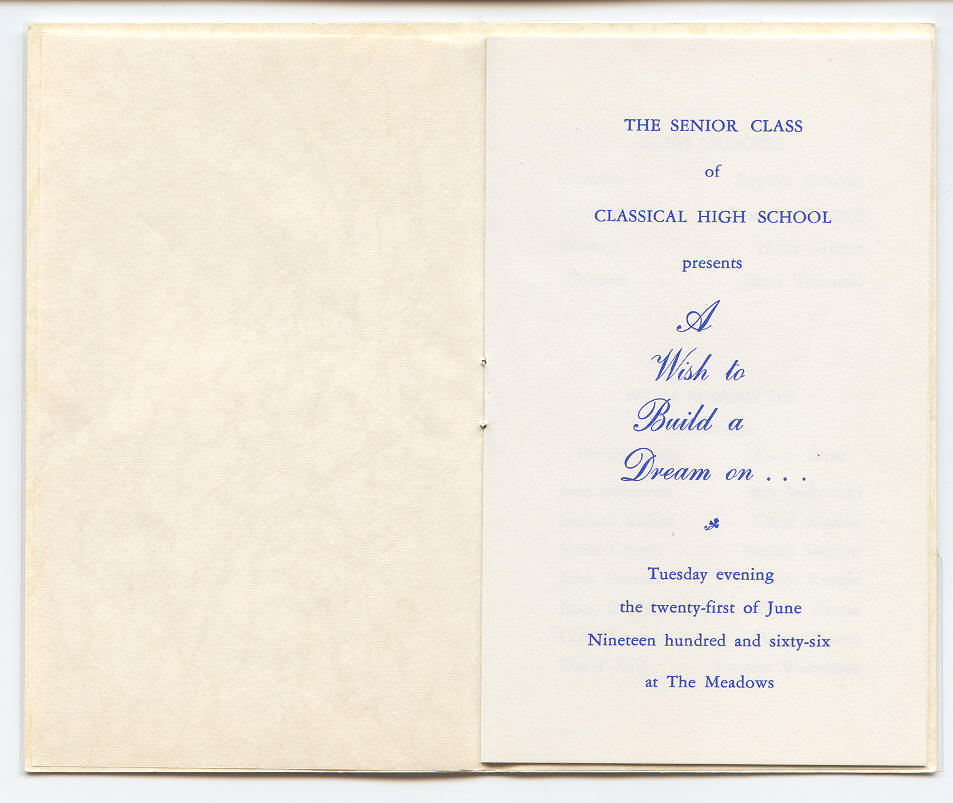 THE SENIOR CLASS
of
CLASSICAL HIGH SCHOOL
presents
A
Wish to
Build a
Dream on . . .
Tuesday evening
the twenty-first of June
Nineteen hundred and sixty-six
at The Meadows